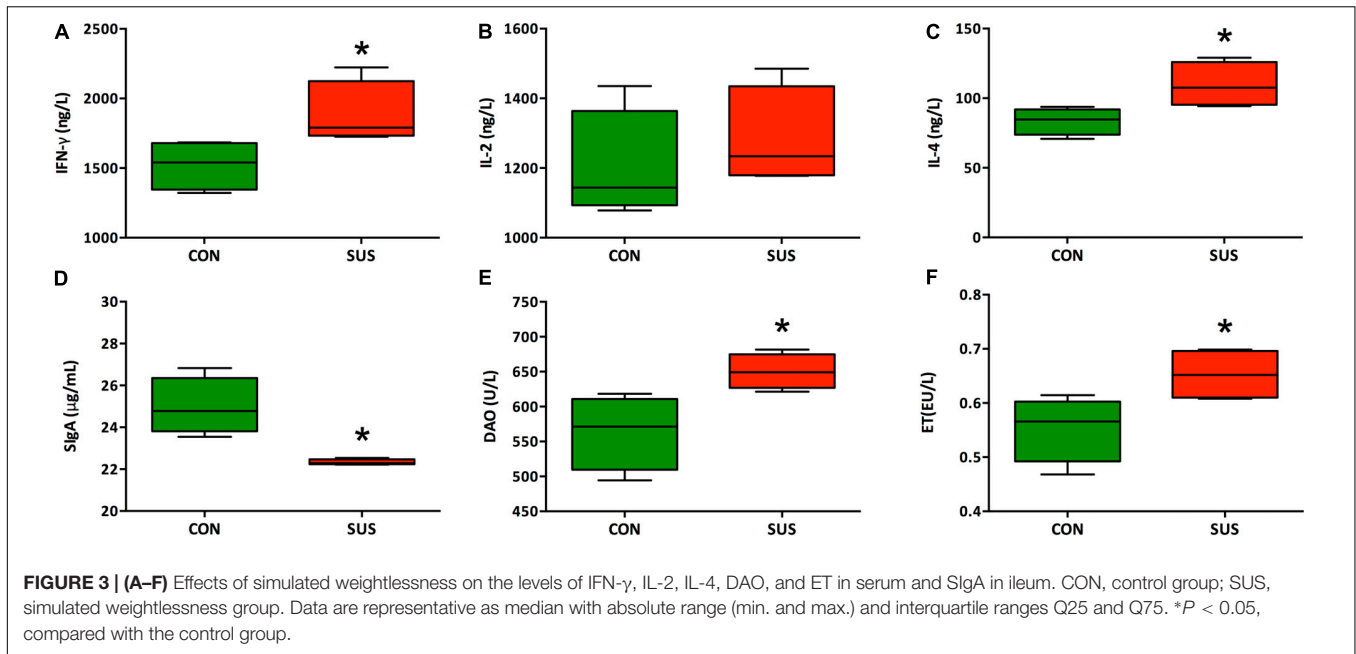 A
IFN-γ (ng/L)
2500
2000
1500
1000
*
CON
SUS
B
IL-2 (ng/L)
1600
1400
1200
1000
CON
SUS
C
IL-4 (ng/L)
150
100
50
0
*
CON
SUS
D
SIgA (μg/mL)
30
28
26
24
22
20
*
CON
SUS
E
DAO (U/L)
750
700
650
600
550
500
450
*
CON
SUS
F
ET(EU/L)
0.8
0.7
0.6
0.5
0.4
*
CON
SUS
FIGURE 3 | (A–F) Effects of simulated weightlessness on the levels of IFN-γ, IL-2, IL-4, DAO, and ET in serum and SIgA in ileum. CON, control group; SUS,
simulated weightlessness group. Data are representative as median with absolute range (min. and max.) and interquartile ranges Q25 and Q75. *P < 0.05,
compared with the control group.